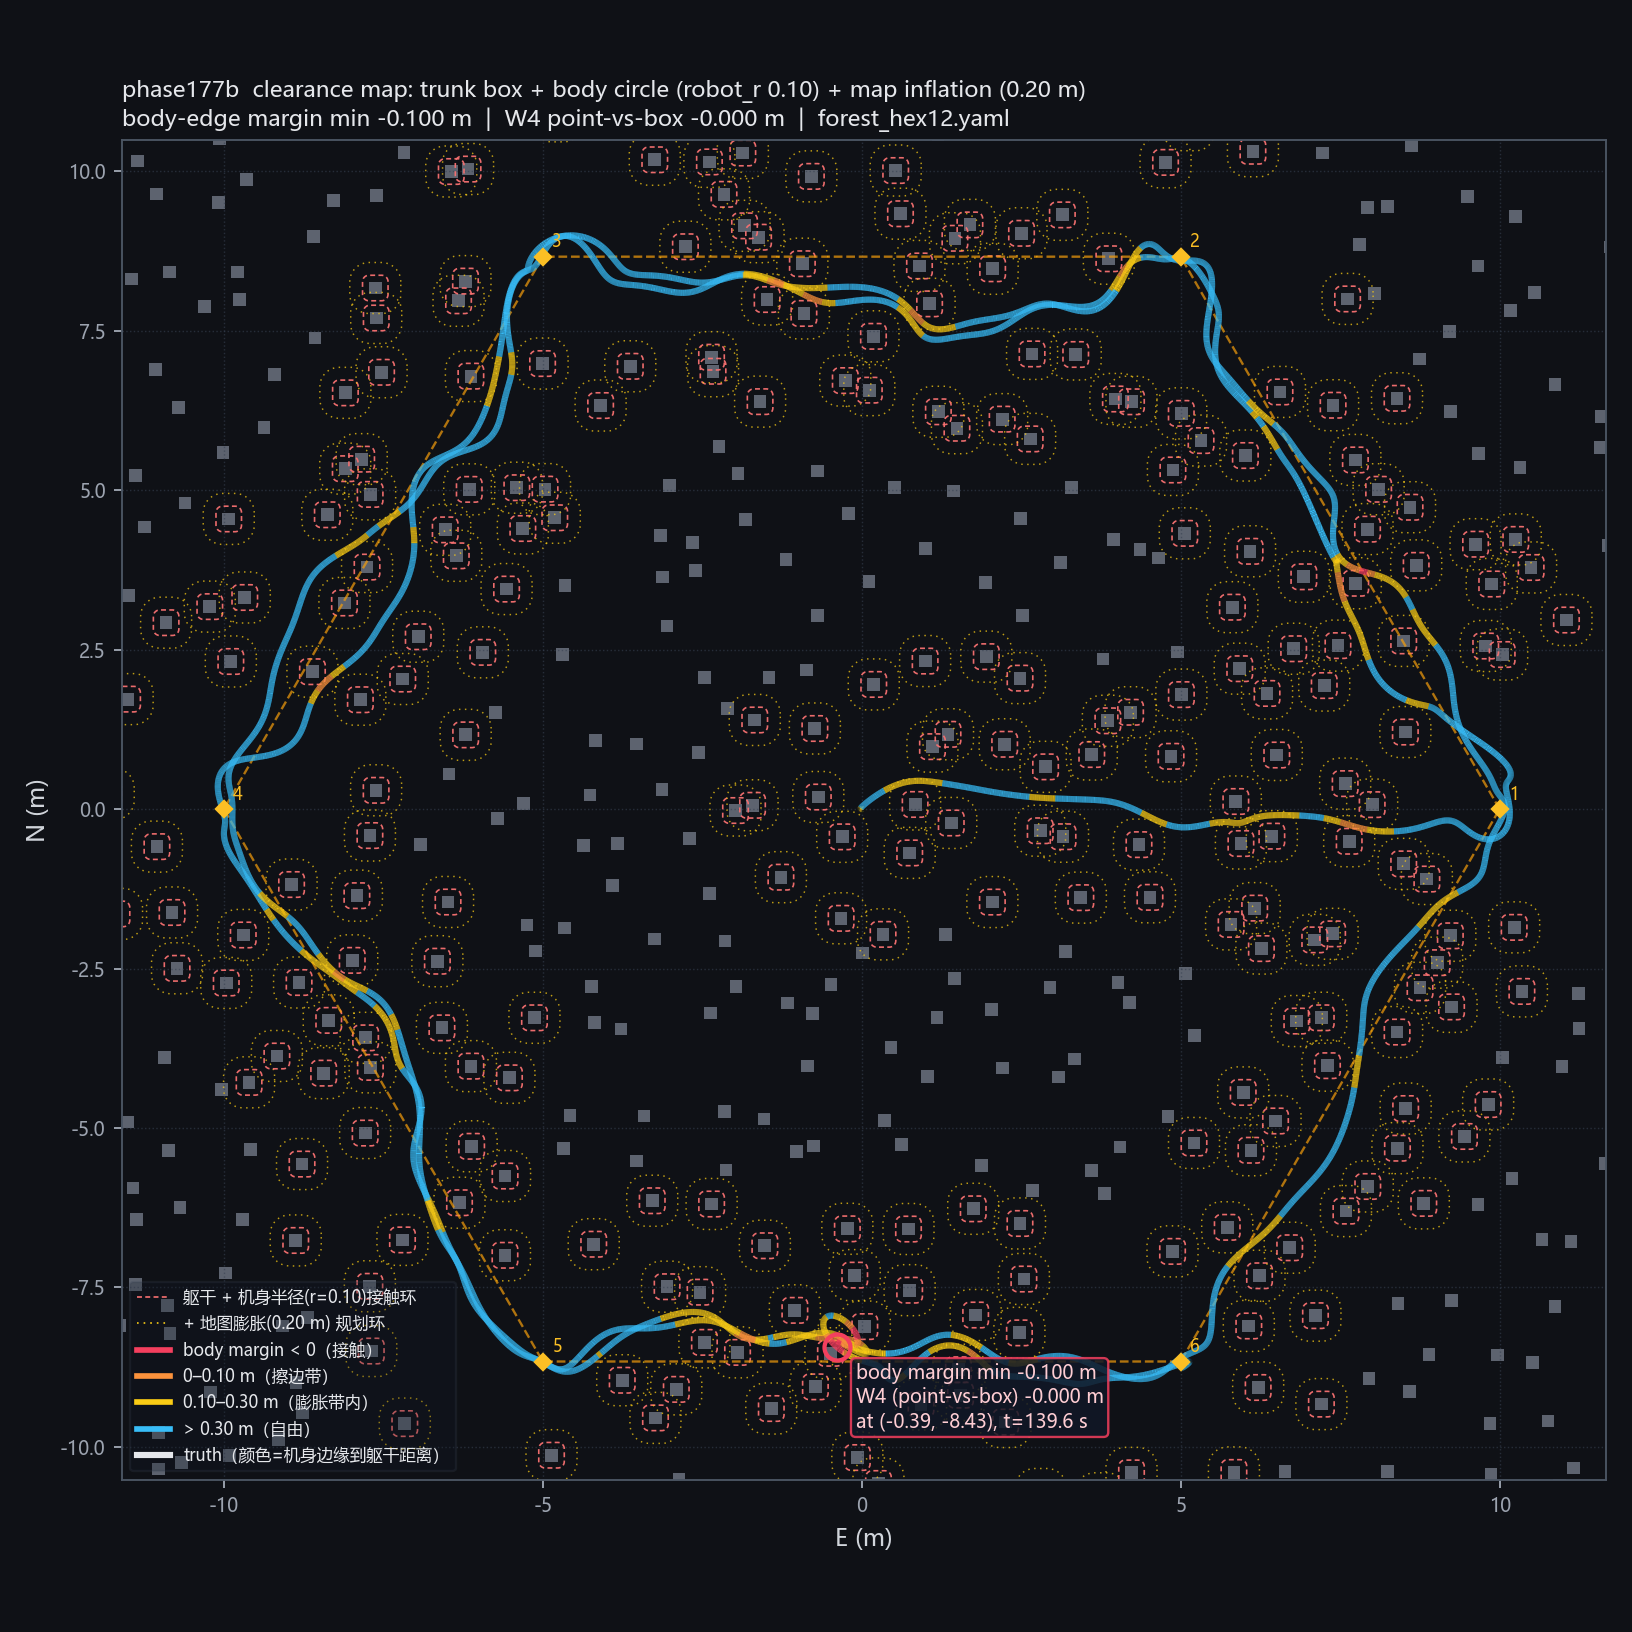 phase177b  clearance map: trunk box + body circle (robot_r 0.10) + map inflation (0.20 m)
body-edge margin min -0.100 m  |  W4 point-vs-box -0.000 m  |  forest_hex12.yaml
10.0
7.5
5.0
2.5
0.0
-2.5
-5.0
-7.5
-10.0
N (m)
3
2
4
1
5
6
body margin min -0.100 m
W4 (point-vs-box) -0.000 m
at (-0.39, -8.43), t=139.6 s
躯干 + 机身半径(r=0.10)接触环
+ 地图膨胀(0.20 m) 规划环
body margin < 0（接触）
0–0.10 m（擦边带）
0.10–0.30 m（膨胀带内）
> 0.30 m（自由）
truth（颜色=机身边缘到躯干距离）
-10
-5
0
5
10
E (m)